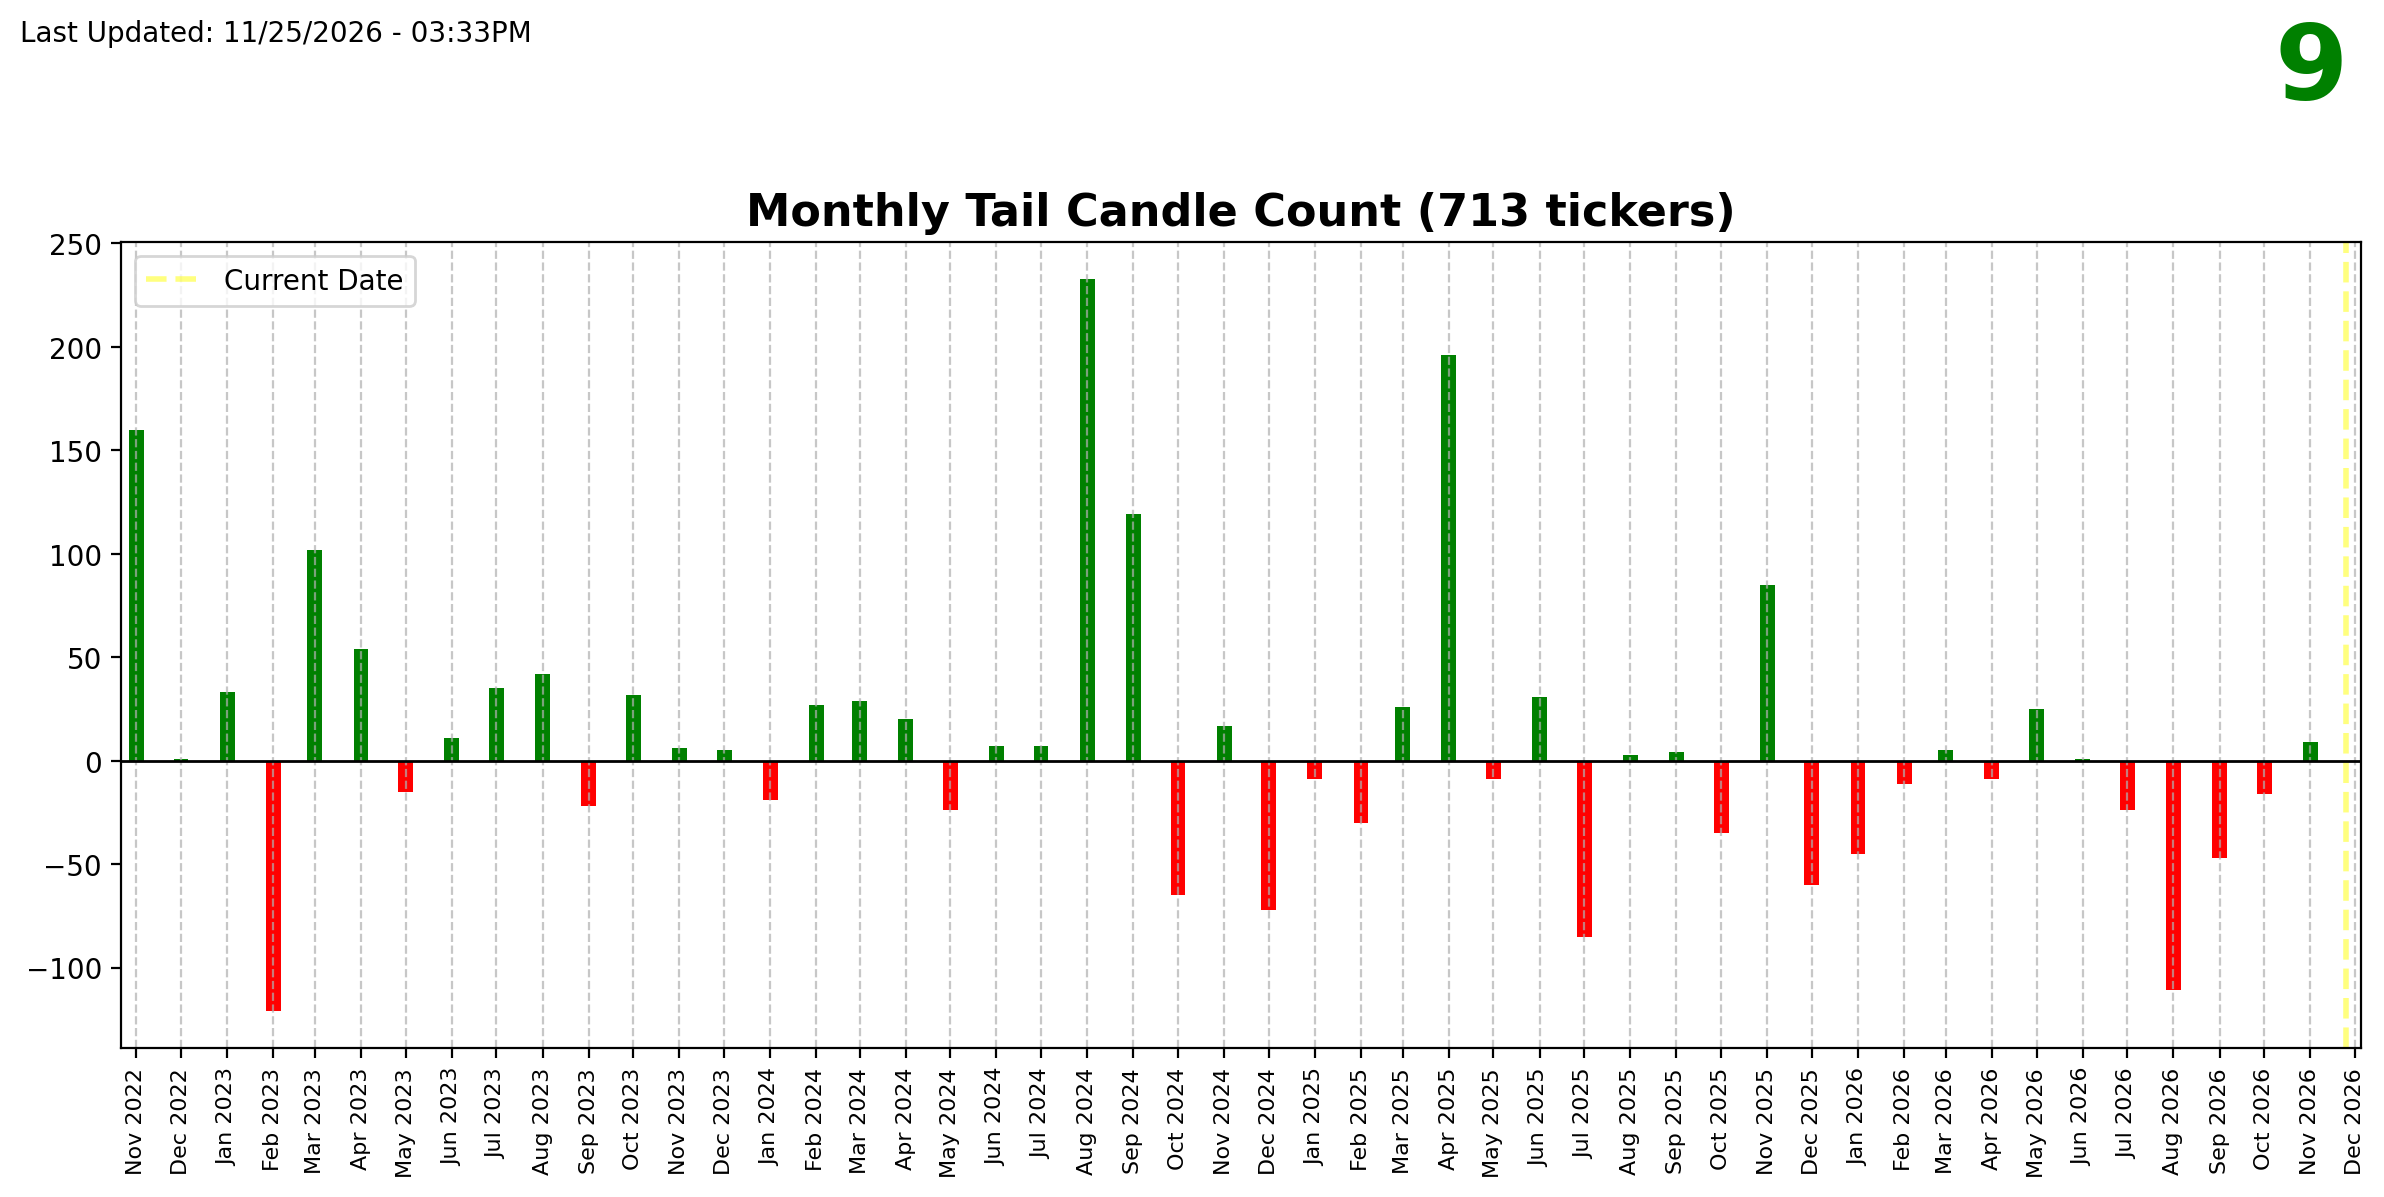 Last Updated: 11/25/2026 - 03:33PM
9
Monthly Tail Candle Count (713 tickers)
Current Date
250
200
150
100
50
0
−50
−100
Nov 2022
Dec 2022
Jan 2023
Feb 2023
Mar 2023
Apr 2023
May 2023
Jun 2023
Jul 2023
Aug 2023
Sep 2023
Oct 2023
Nov 2023
Dec 2023
Jan 2024
Feb 2024
Mar 2024
Apr 2024
May 2024
Jun 2024
Jul 2024
Aug 2024
Sep 2024
Oct 2024
Nov 2024
Dec 2024
Jan 2025
Feb 2025
Mar 2025
Apr 2025
May 2025
Jun 2025
Jul 2025
Aug 2025
Sep 2025
Oct 2025
Nov 2025
Dec 2025
Jan 2026
Feb 2026
Mar 2026
Apr 2026
May 2026
Jun 2026
Jul 2026
Aug 2026
Sep 2026
Oct 2026
Nov 2026
Dec 2026